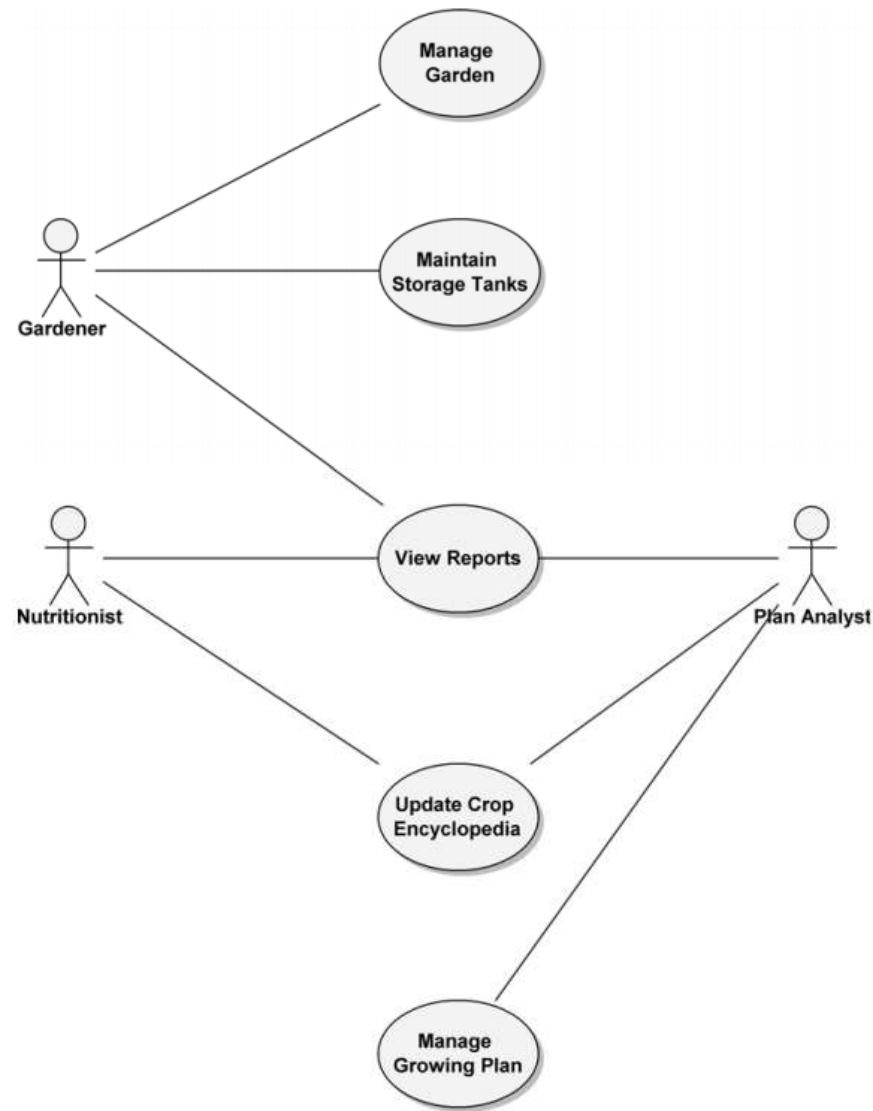 Manage
Garden
Maintain
Storage Tanks
Gardener
View Reports
Nutritionist
Plan Analyst
Update Crop
Encyclopedia
Manage
Growing Plan